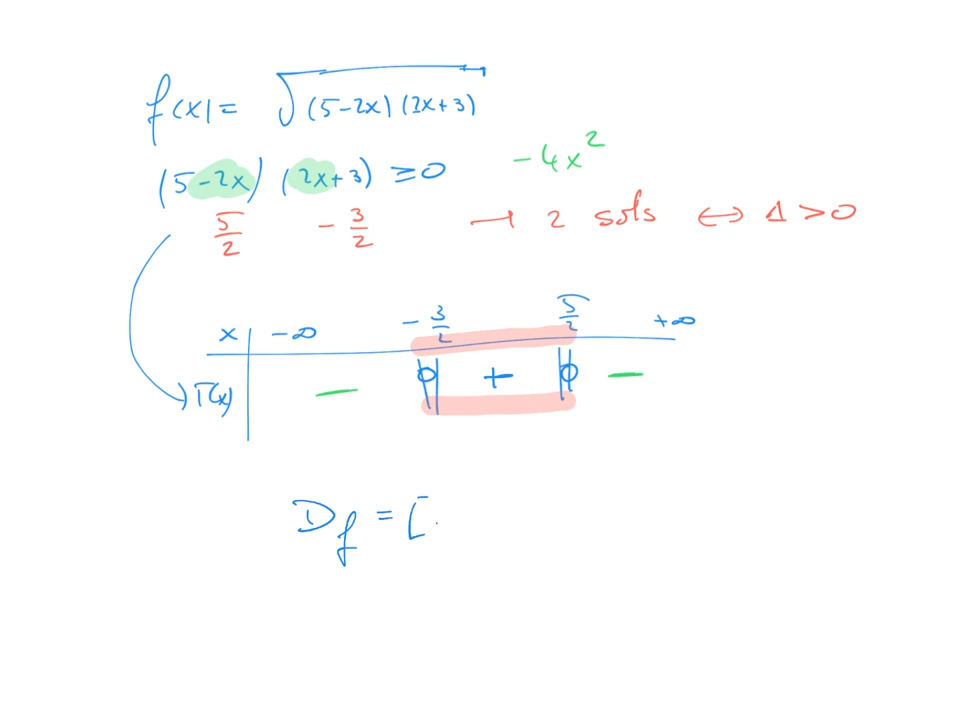 f(x) = √(5-2x)(2x+3)
(5-2x) (2x+3) ≥0 -4x²
5/2 -3/2 → 2 sols ↔ Δ>0
x -∞ -3/2 5/2 +∞
T(x) - 0 + 0 -
Df = [